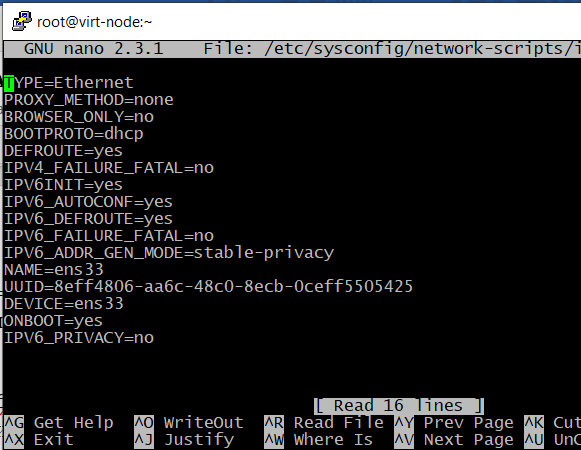 root@virt-node:~
GNU nano 2.3.1 File: /etc/sysconfig/network-scripts/i
TYPE=Ethernet
PROXY_METHOD=none
BROWSER_ONLY=no
BOOTPROTO=dhcp
DEFROUTE=yes
IPV4_FAILURE_FATAL=no
IPV6INIT=yes
IPV6_AUTOCONF=yes
IPV6_DEFROUTE=yes
IPV6_FAILURE_FATAL=no
IPV6_ADDR_GEN_MODE=stable-privacy
NAME=ens33
UUID=8eff4806-aa6c-48c0-8ecb-0ceff5505425
DEVICE=ens33
ONBOOT=yes
IPV6_PRIVACY=no
[ Read 16 lines ]
^G Get Help ^O WriteOut ^R Read File ^Y Prev Page ^K Cut
^X Exit ^J Justify ^W Where Is ^V Next Page ^U UnC